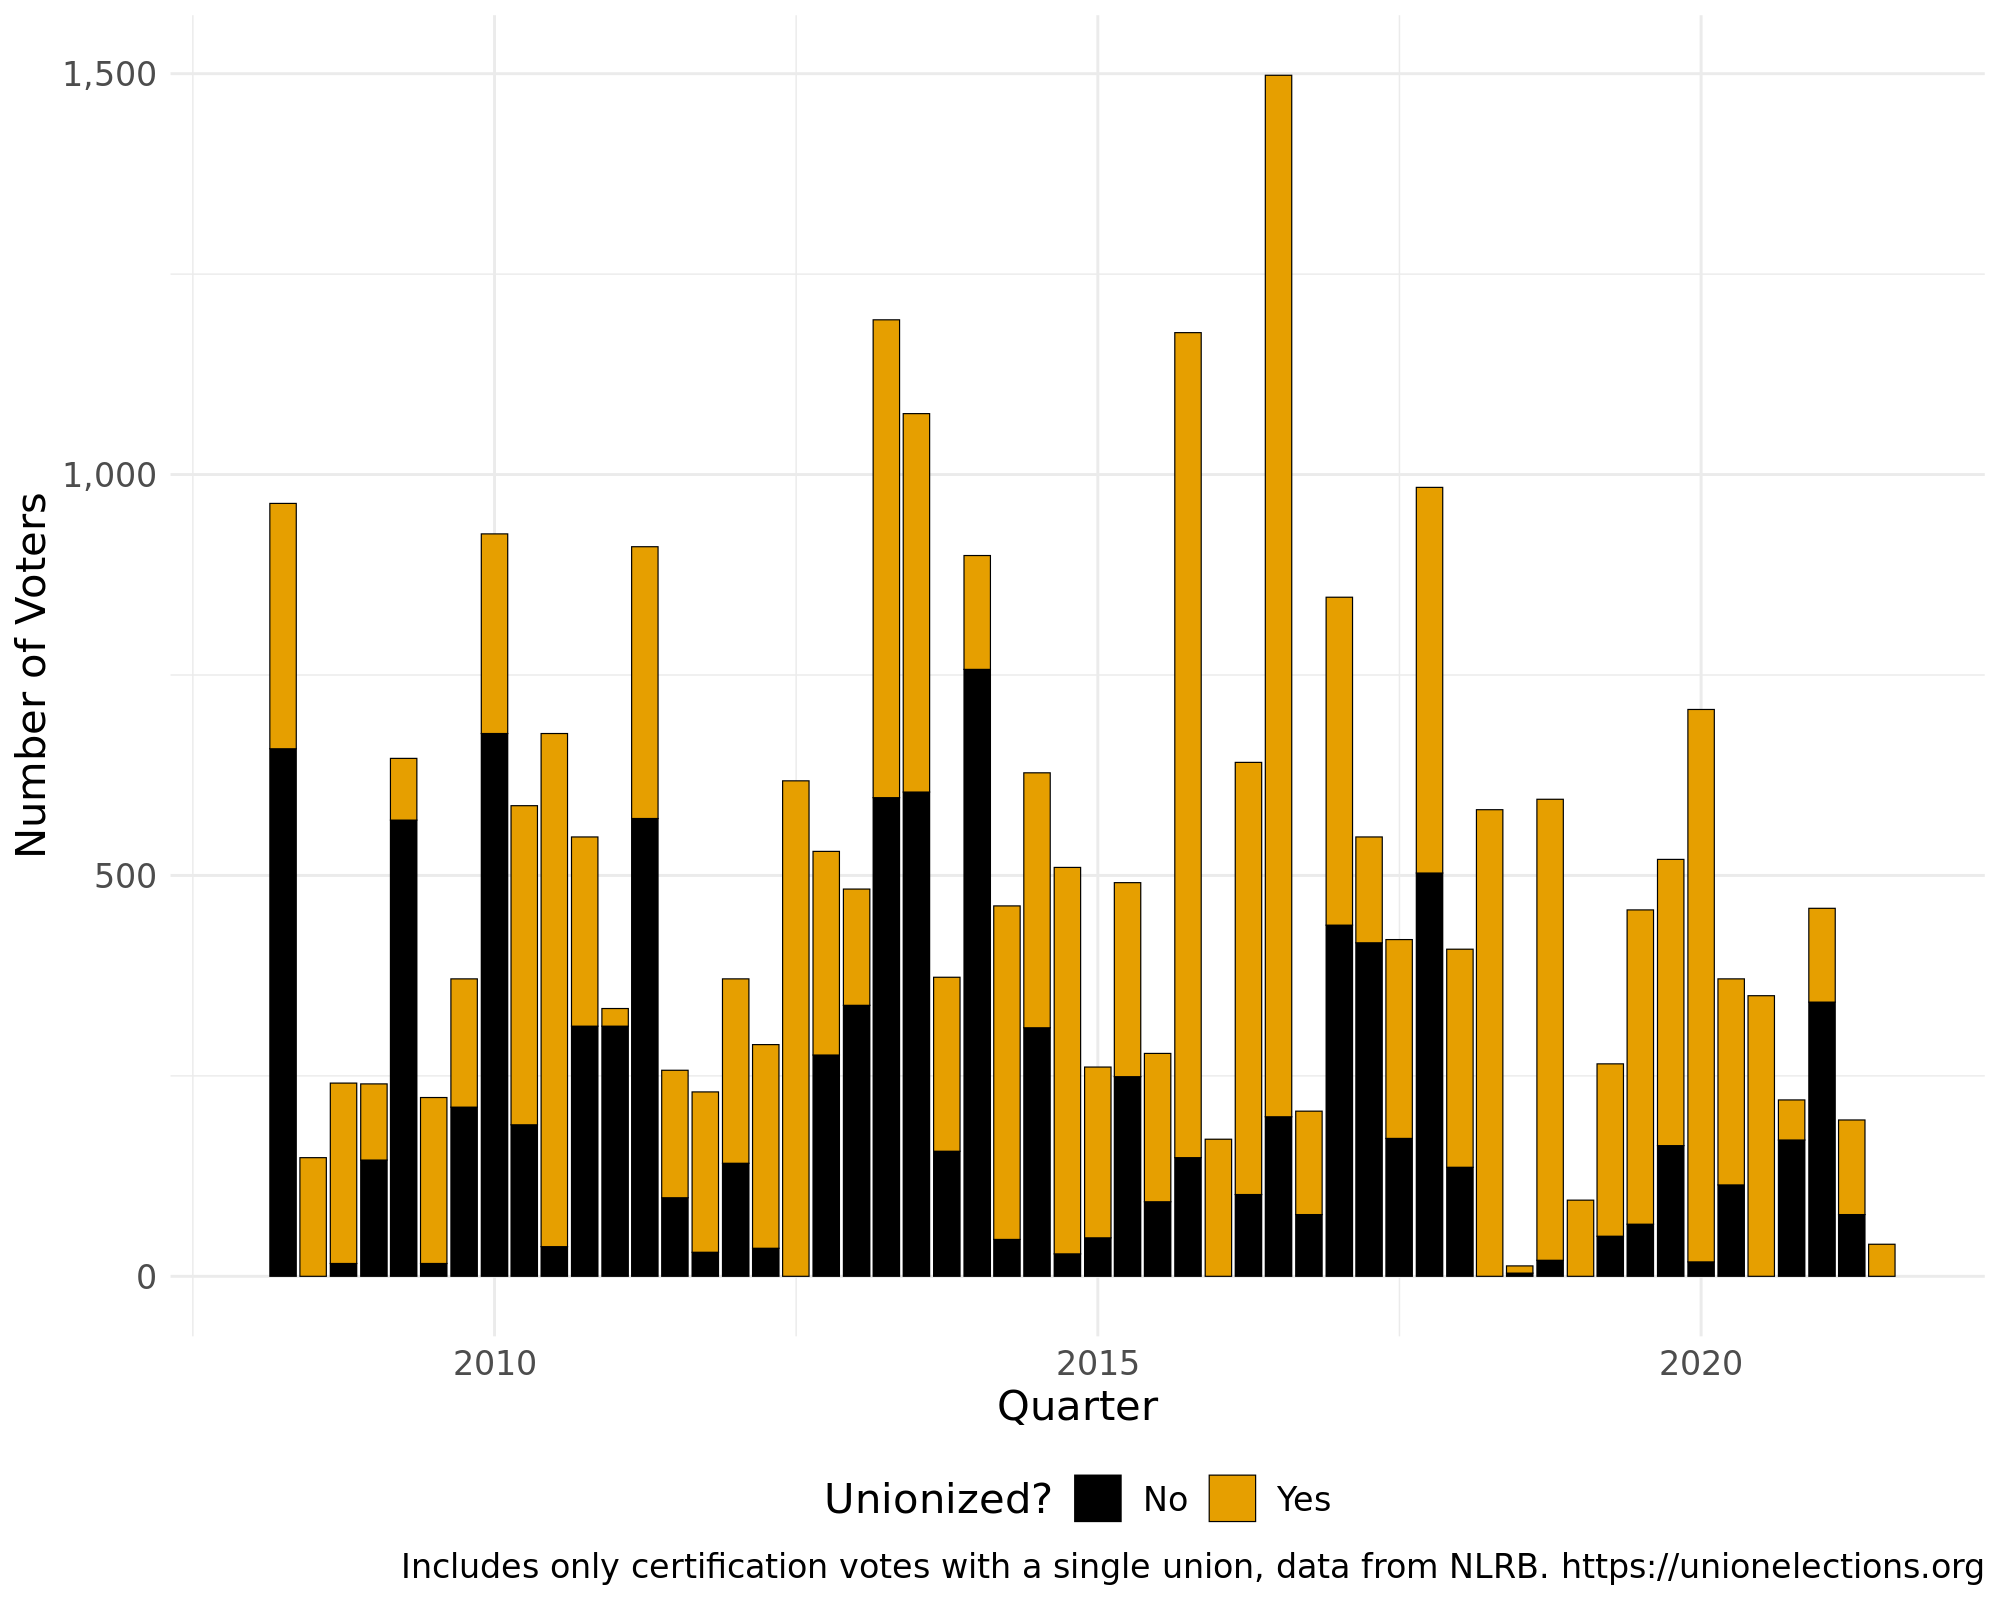 1,500
1,000
500
0
Number of Voters
2010 2015 2020
Quarter
Unionized? No Yes
Includes only certification votes with a single union, data from NLRB. https://unionelections.org